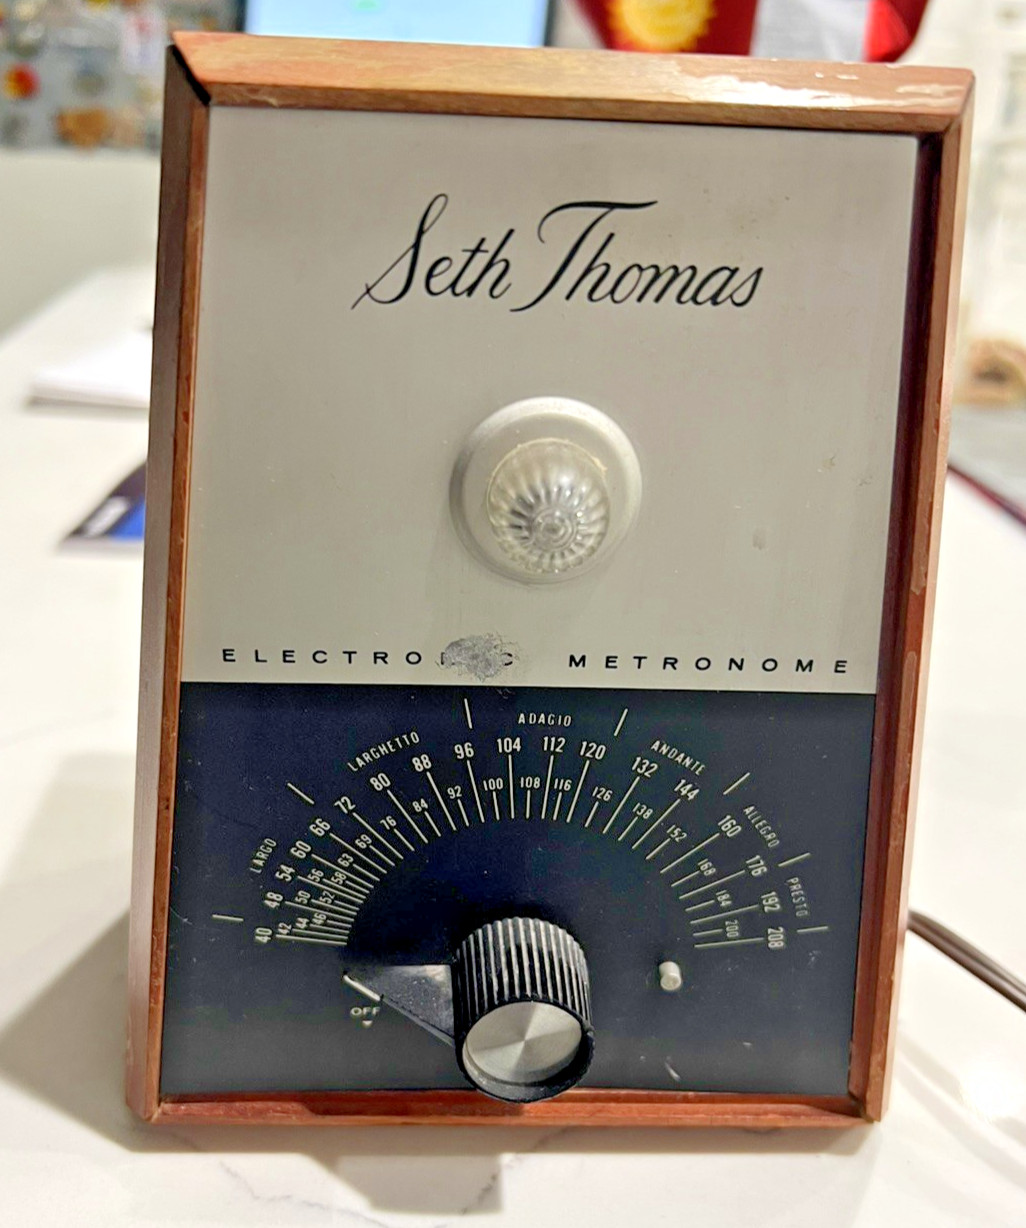 Seth Thomas
ELECTRONIC METRONOME
LARGO LARGHETTO ADAGIO ANDANTE ALLEGRO PRESTO
40 48 54 60 66 72 80 88 96 104 112 120 132 144 160 176 192 208
42 44 46 50 52 56 58 63 69 76 84 92 100 108 116 126 138 152 168 184 200
OFF